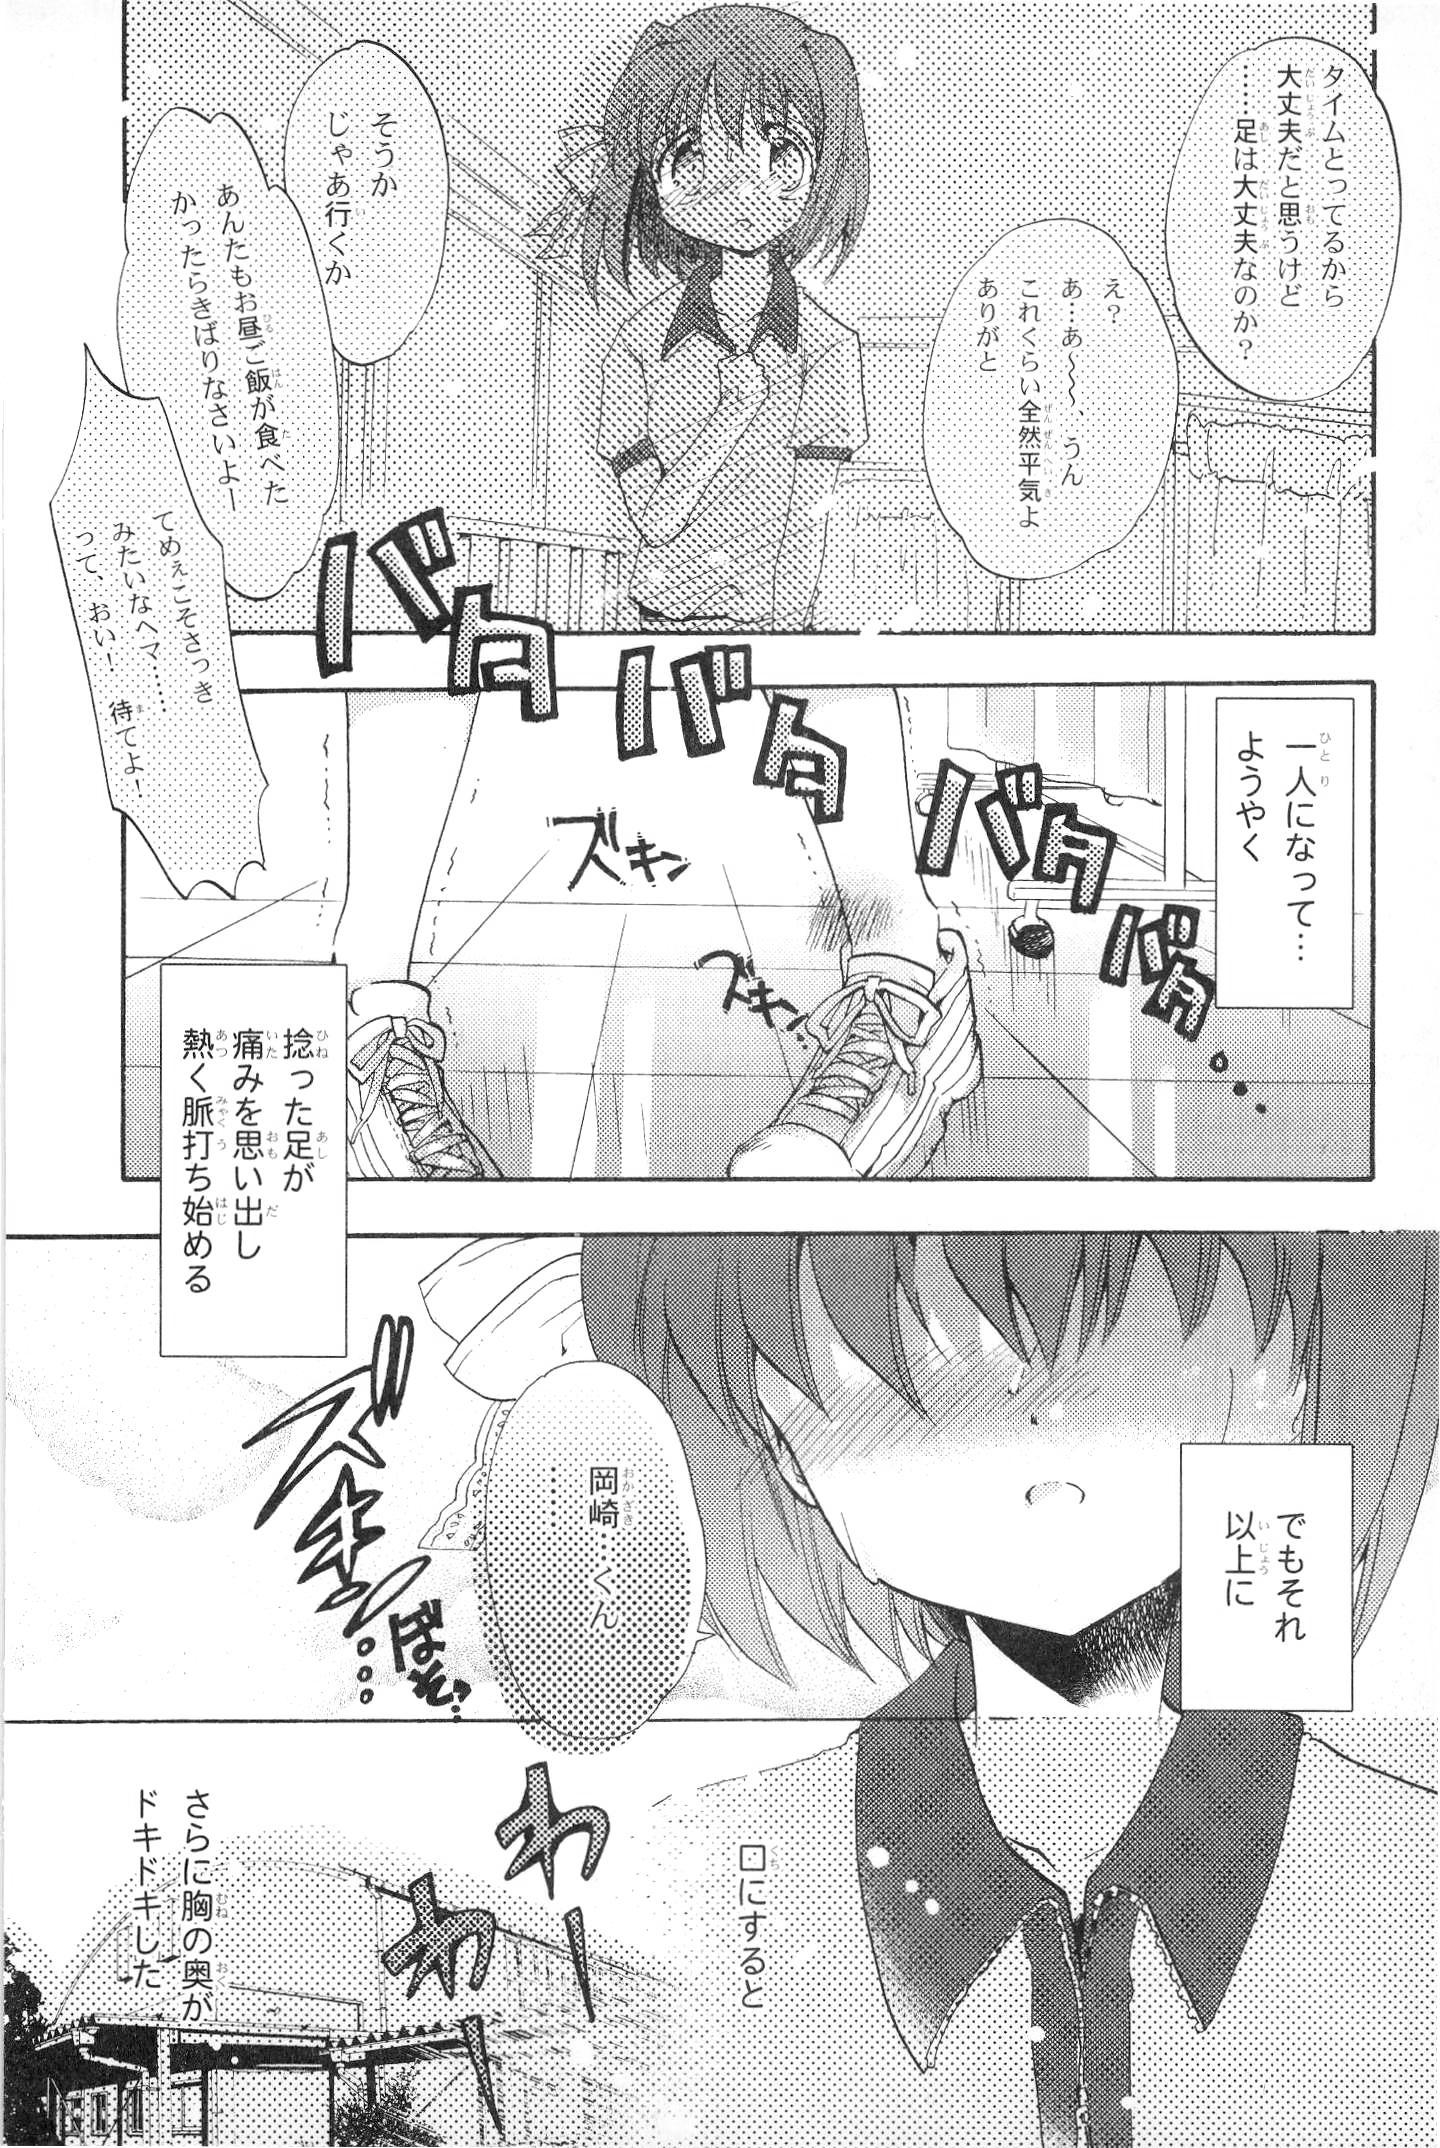 タイムとってるから
大丈夫だと思うけど
……足は大丈夫なのか？
え？
あ…あ〜〜〜、うん
これくらい全然平気よ
ありがと
そうか
じゃあ行くか
あんたもお昼ご飯が食べた
かったらきばりなさいよー
てめぇこそさっき
みたいなヘマ……
って、おい！　待てよ！
バタバタバタバタ…
一人になって…
ようやく
ズキン
ズキン…
捻った足が
痛みを思い出し
熱く脈打ち始める
でもそれ
以上に
岡崎…くん
………
ズキン…
ぼそっ…
口にすると
わー
わー
さらに胸の奥が
ドキドキした